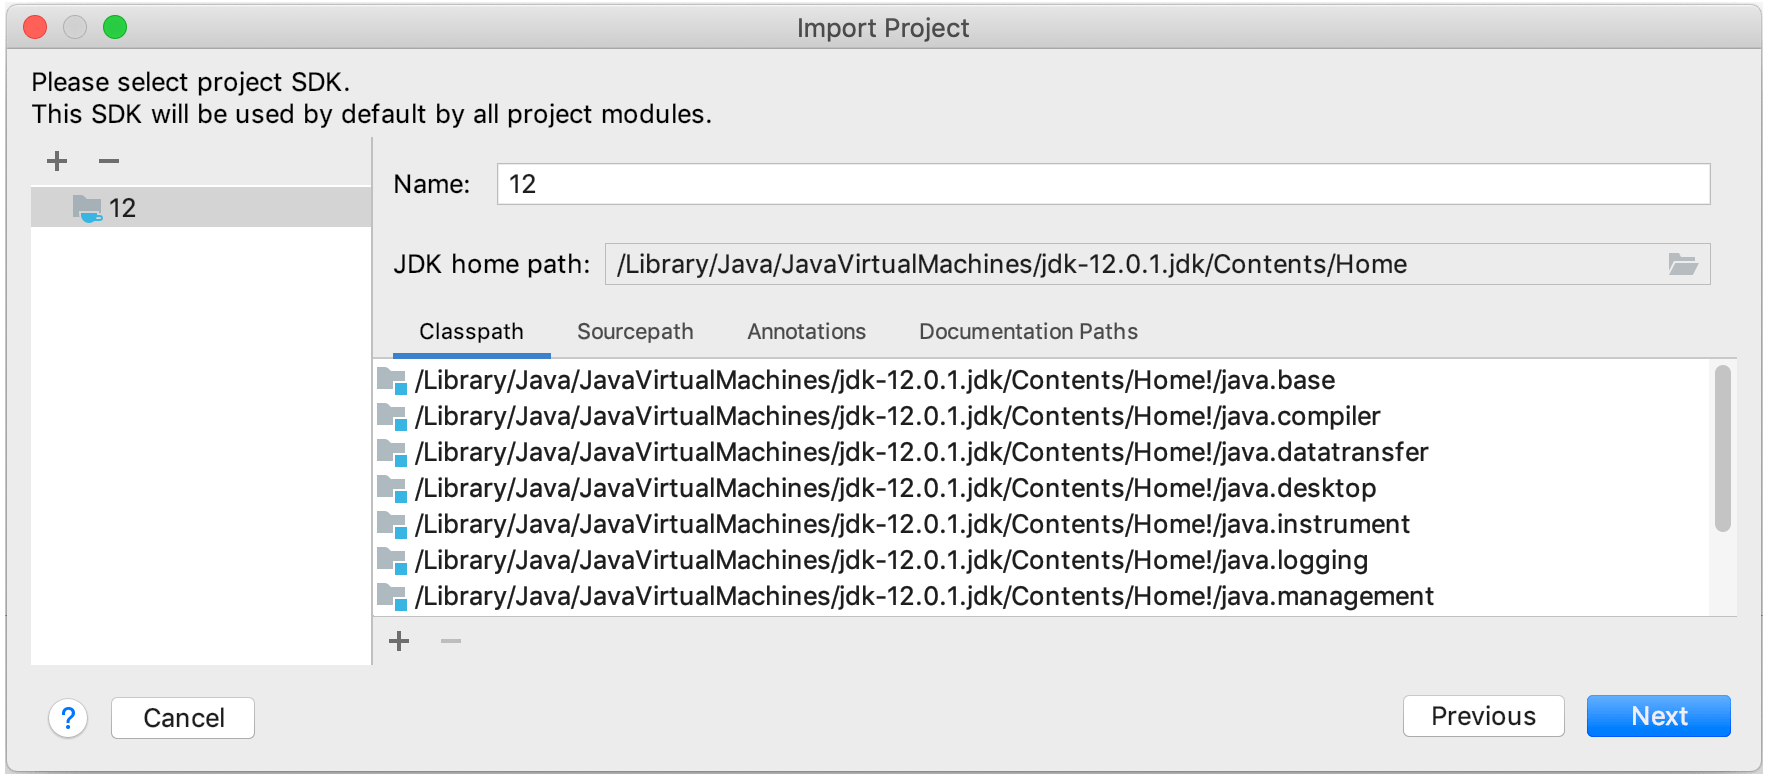 Import Project
Please select project SDK.
This SDK will be used by default by all project modules.
12
Name: 12
JDK home path: /Library/Java/JavaVirtualMachines/jdk-12.0.1.jdk/Contents/Home
Classpath Sourcepath Annotations Documentation Paths
/Library/Java/JavaVirtualMachines/jdk-12.0.1.jdk/Contents/Home!/java.base
/Library/Java/JavaVirtualMachines/jdk-12.0.1.jdk/Contents/Home!/java.compiler
/Library/Java/JavaVirtualMachines/jdk-12.0.1.jdk/Contents/Home!/java.datatransfer
/Library/Java/JavaVirtualMachines/jdk-12.0.1.jdk/Contents/Home!/java.desktop
/Library/Java/JavaVirtualMachines/jdk-12.0.1.jdk/Contents/Home!/java.instrument
/Library/Java/JavaVirtualMachines/jdk-12.0.1.jdk/Contents/Home!/java.logging
/Library/Java/JavaVirtualMachines/jdk-12.0.1.jdk/Contents/Home!/java.management
? Cancel Previous Next